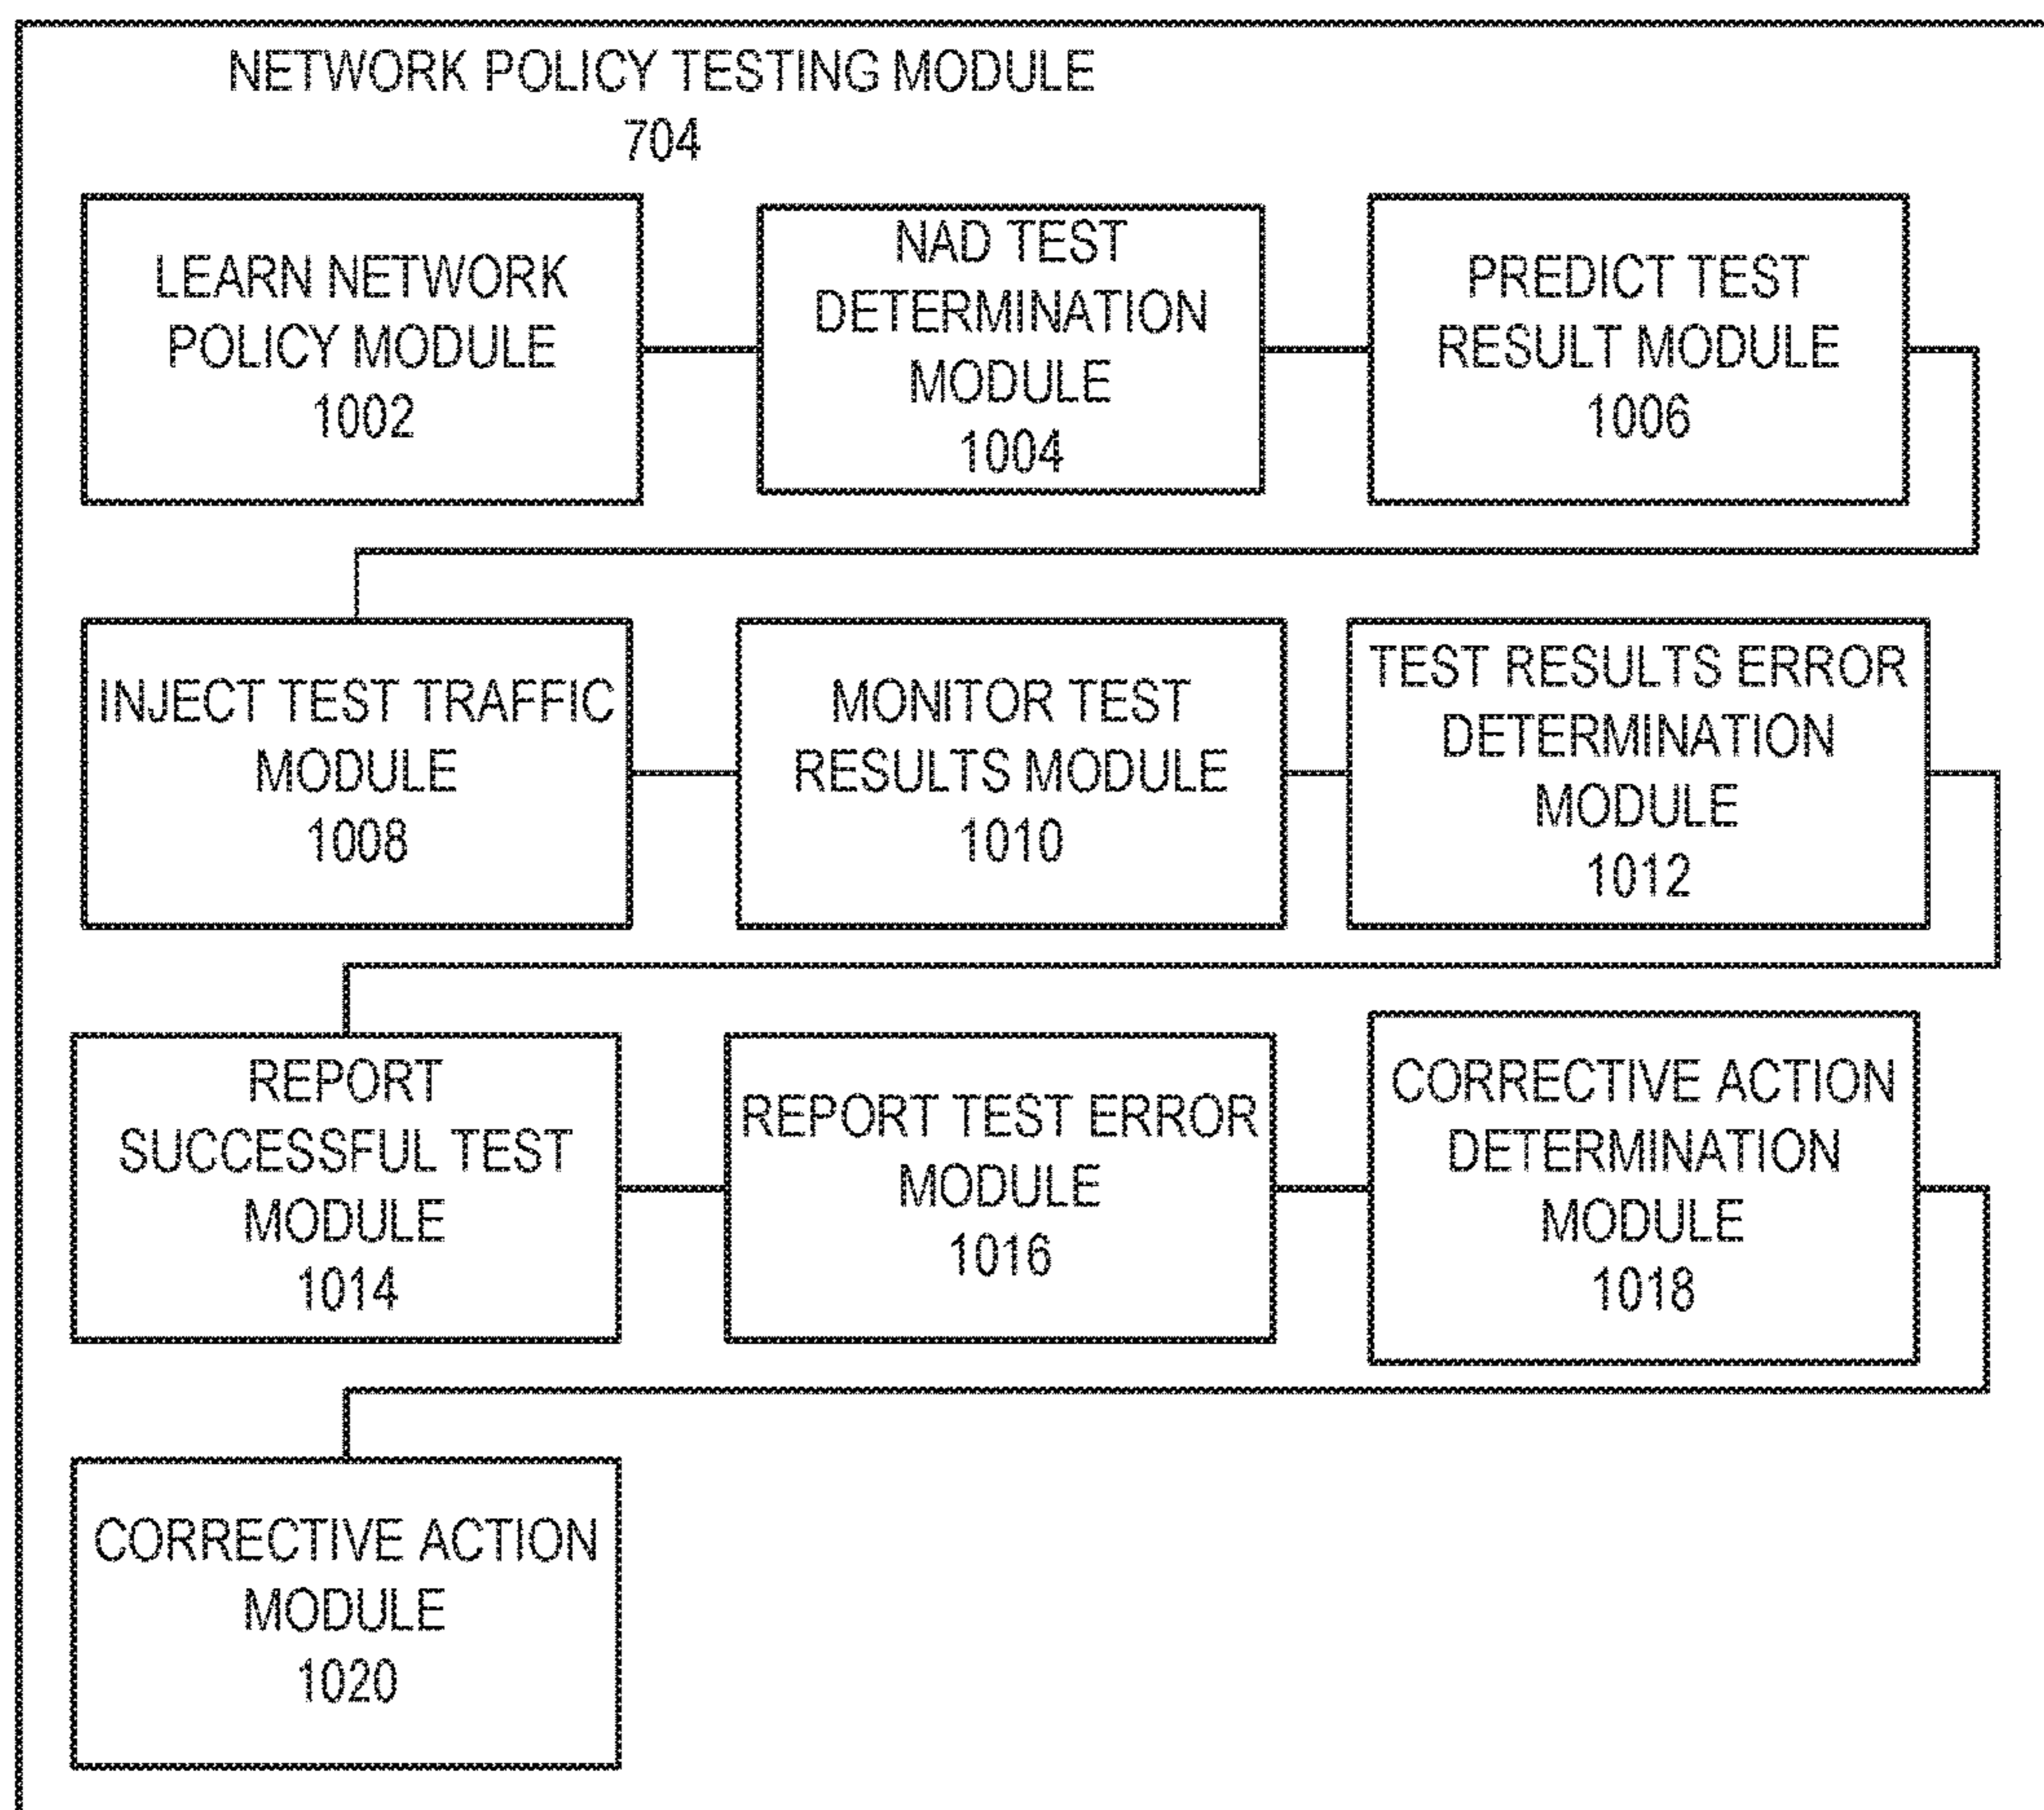 NETWORK POLICY TESTING MODULE
704
LEARN NETWORK
POLICY MODULE
1002
NAD TEST
DETERMINATION
MODULE
1004
PREDICT TEST
RESULT MODULE
1006
INJECT TEST TRAFFIC
MODULE
1008
MONITOR TEST
RESULTS MODULE
1010
TEST RESULTS ERROR
DETERMINATION
MODULE
1012
REPORT
SUCCESSFUL TEST
MODULE
1014
REPORT TEST ERROR
MODULE
1016
CORRECTIVE ACTION
DETERMINATION
MODULE
1018
CORRECTIVE ACTION
MODULE
1020